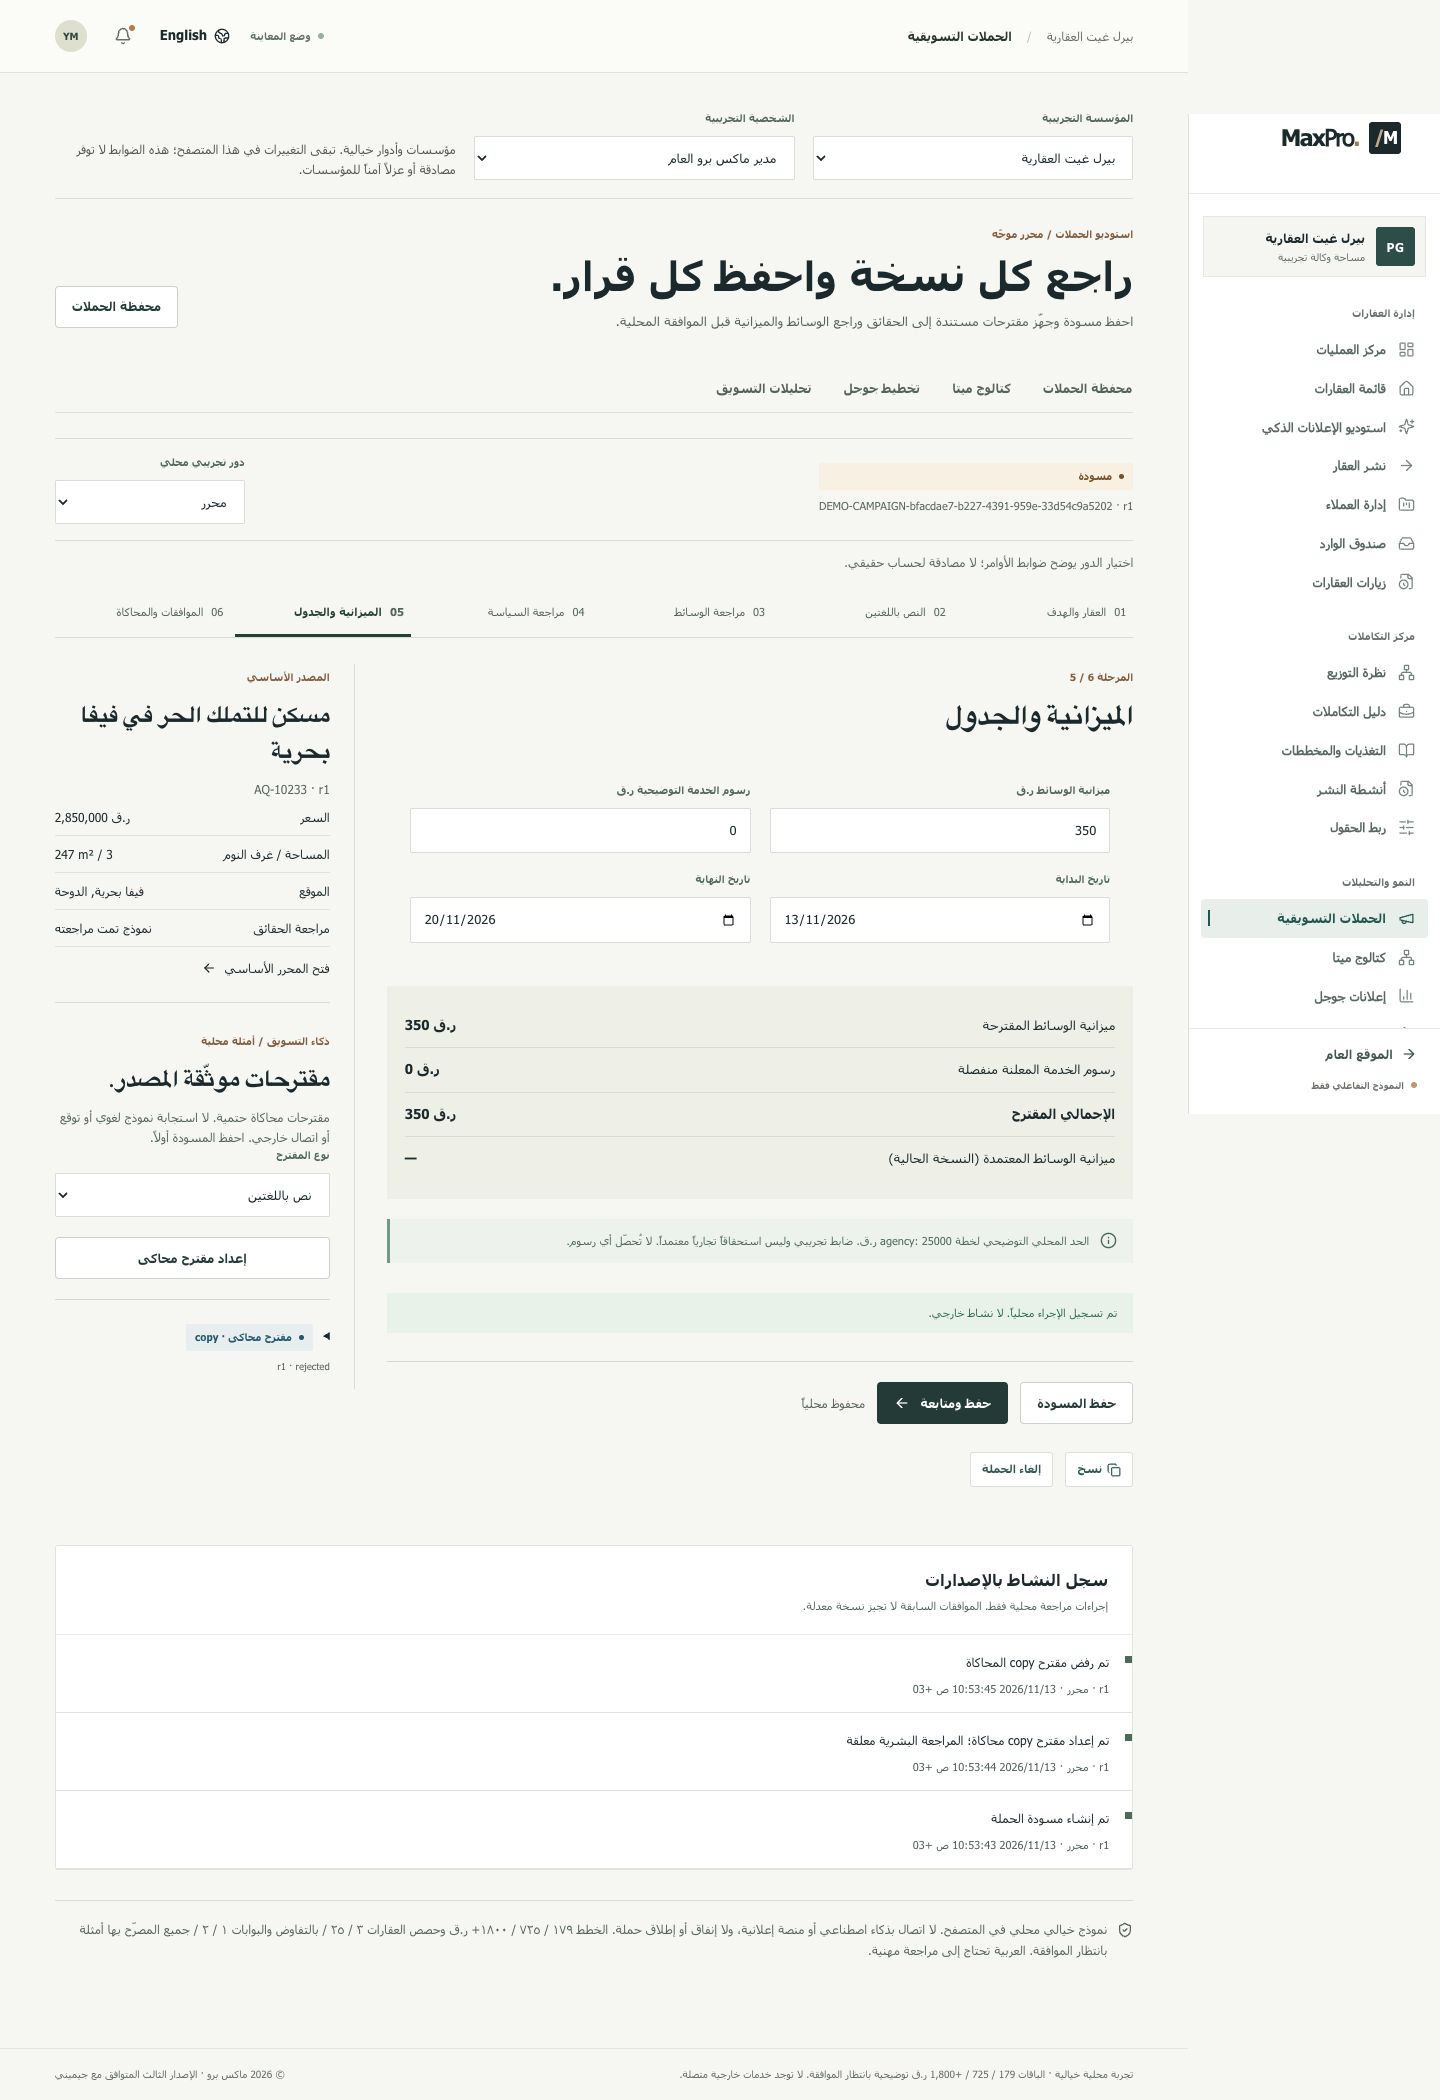 بيرل غيت العقارية / الحملات التسويقية
وضع المعاينة
English
YM
MaxPro.
/M
PG
بيرل غيت العقارية
مساحة وكالة تجريبية
إدارة العقارات
مركز العمليات
قائمة العقارات
استوديو الإعلانات الذكي
نشر العقار
إدارة العملاء
صندوق الوارد
زيارات العقارات
مركز التكاملات
نظرة التوزيع
دليل التكاملات
التغذيات والمخططات
أنشطة النشر
ربط الحقول
النمو والتحليلات
الحملات التسويقية
كتالوج ميتا
إعلانات جوجل
الموقع العام
النموذج التفاعلي فقط
المؤسسة التجريبية
بيرل غيت العقارية
الشخصية التجريبية
مدير ماكس برو العام
مؤسسات وأدوار خيالية. تبقى التغييرات في هذا المتصفح؛ هذه الضوابط لا توفر
مصادقة أو عزلاً آمناً للمؤسسات.
استوديو الحملات / محرر موجّه
راجع كل نسخة واحفظ كل قرار.
احفظ مسودة وجهّز مقترحات مستندة إلى الحقائق وراجع الوسائط والميزانية قبل الموافقة المحلية.
محفظة الحملات
محفظة الحملات
كتالوج ميتا
تخطيط جوجل
تحليلات التسويق
مسودة
DEMO-CAMPAIGN-bfacdae7-b227-4391-959e-33d54c9a5202 · r1
دور تجريبي محلي
محرر
اختيار الدور يوضح ضوابط الأوامر؛ لا مصادقة لحساب حقيقي.
01 العقار والهدف
02 النص باللغتين
03 مراجعة الوسائط
04 مراجعة السياسة
05 الميزانية والجدول
06 الموافقات والمحاكاة
المرحلة 6 / 5
الميزانية والجدول
ميزانية الوسائط ر.ق
350
رسوم الخدمة التوضيحية ر.ق
0
تاريخ البداية
13/11/2026
تاريخ النهاية
20/11/2026
ميزانية الوسائط المقترحة
350 ر.ق
رسوم الخدمة المعلنة منفصلة
0 ر.ق
الإجمالي المقترح
350 ر.ق
ميزانية الوسائط المعتمدة (النسخة الحالية)
—
الحد المحلي التوضيحي لخطة agency: 25000 ر.ق. ضابط تجريبي وليس استحقاقاً تجارياً معتمداً. لا تُحصّل أي رسوم.
تم تسجيل الإجراء محلياً. لا نشاط خارجي.
حفظ المسودة
حفظ ومتابعة
محفوظ محلياً
نسخ
إلغاء الحملة
المصدر الأساسي
مسكن للتملك الحر في فيفا
بحرية
AQ-10233 · r1
السعر
2,850,000 ر.ق
المساحة / غرف النوم
247 m² / 3
الموقع
فيفا بحرية, الدوحة
مراجعة الحقائق
نموذج تمت مراجعته
فتح المحرر الأساسي
ذكاء التسويق / أمثلة محلية
مقترحات موثّقة المصدر.
مقترحات محاكاة حتمية. لا استجابة نموذج لغوي أو توقع
أو اتصال خارجي. احفظ المسودة أولاً.
نوع المقترح
نص باللغتين
إعداد مقترح محاكى
مقترح محاكى · copy
r1 · rejected
سجل النشاط بالإصدارات
إجراءات مراجعة محلية فقط. الموافقات السابقة لا تجيز نسخة معدلة.
تم رفض مقترح copy المحاكاة
r1 · محرر · 2026/11/13 10:53:45 ص +03
تم إعداد مقترح copy محاكاة؛ المراجعة البشرية معلقة
r1 · محرر · 2026/11/13 10:53:44 ص +03
تم إنشاء مسودة الحملة
r1 · محرر · 2026/11/13 10:53:43 ص +03
نموذج خيالي محلي في المتصفح. لا اتصال بذكاء اصطناعي أو منصة إعلانية، ولا إنفاق أو إطلاق حملة. الخطط ١٧٩ / ٧٢٥ / ١٨٠٠+ ر.ق وحصص العقارات ٣ / ٢٥ / بالتفاوض والبوابات ١ / ٢ / جميع المصرّح بها أمثلة
بانتظار الموافقة. العربية تحتاج إلى مراجعة مهنية.
تجربة محلية خيالية · الباقات 179 / 725 / +1,800 ر.ق توضيحية بانتظار الموافقة. لا توجد خدمات خارجية متصلة.
© 2026 ماكس برو · الإصدار الثالث المتوافق مع جيميني